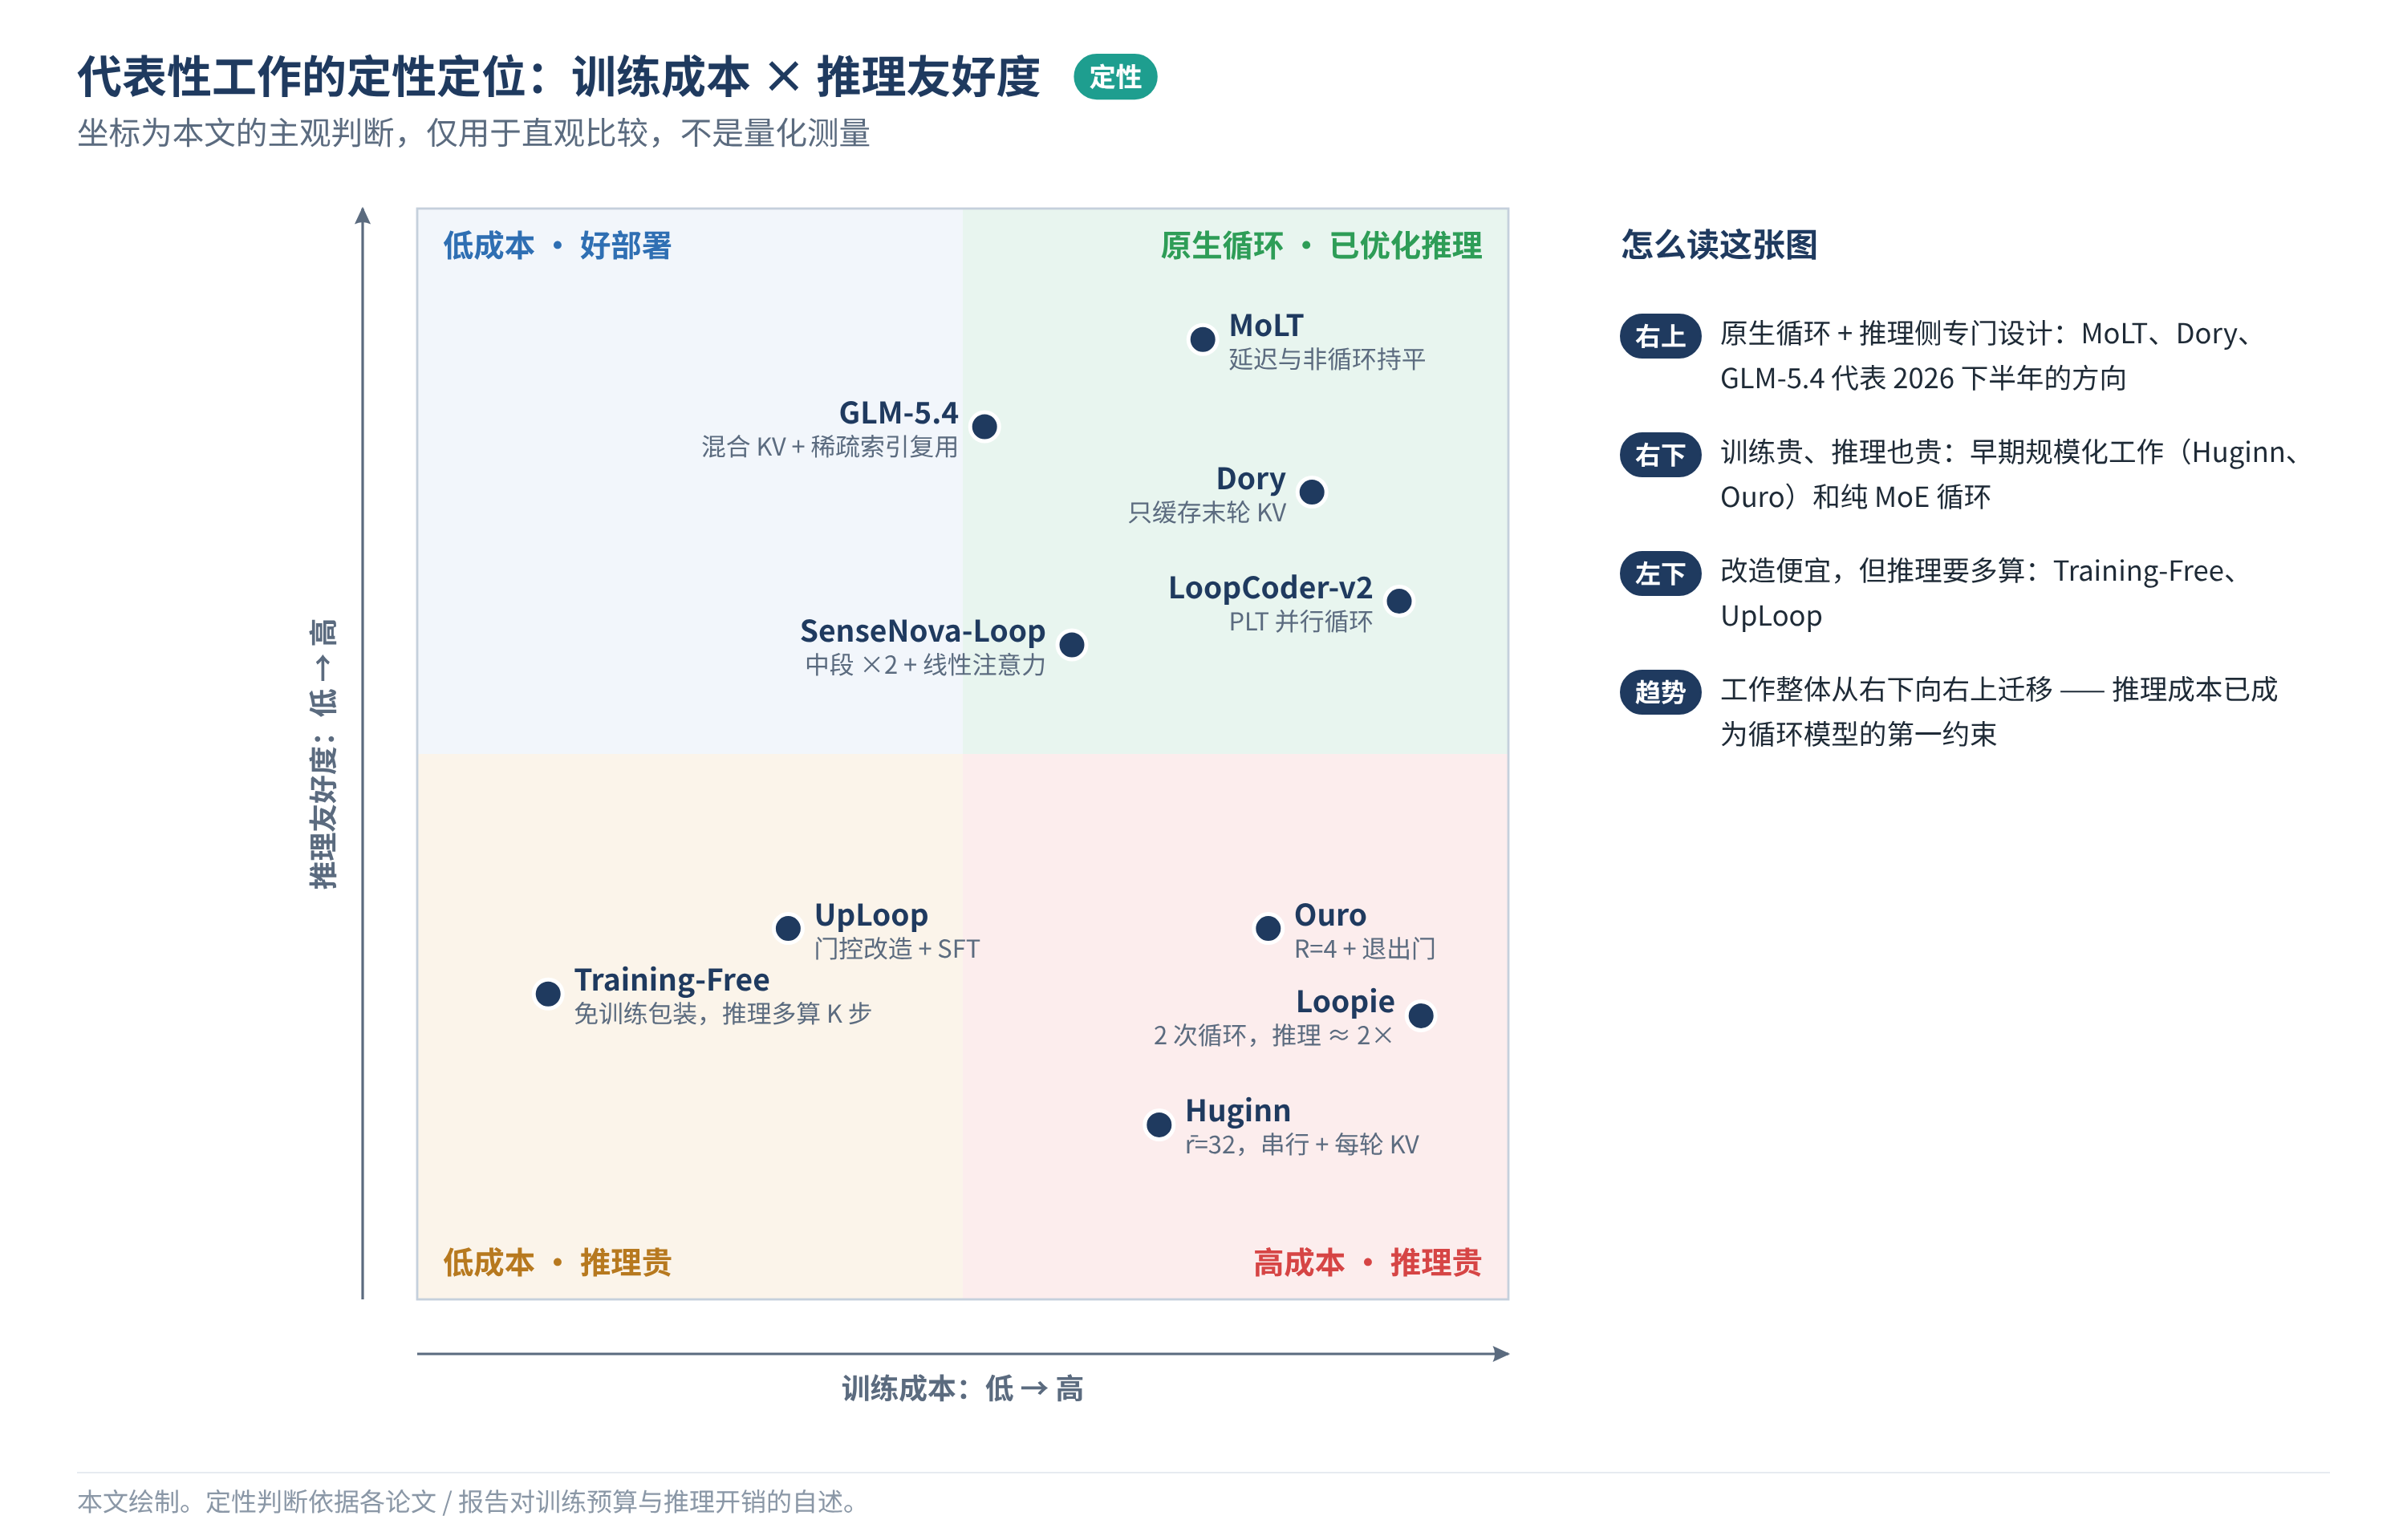 代表性工作的定性定位：训练成本 × 推理友好度
定性
坐标为本文的主观判断，仅用于直观比较，不是量化测量
推理友好度：低 → 高
低成本 · 好部署
原生循环 · 已优化推理
MoLT
延迟与非循环持平
GLM-5.4
混合 KV + 稀疏索引复用
Dory
只缓存末轮 KV
LoopCoder-v2
PLT 并行循环
SenseNova-Loop
中段 ×2 + 线性注意力
UpLoop
门控改造 + SFT
Training-Free
免训练包装，推理多算 K 步
Ouro
R=4 + 退出门
Loopie
2 次循环，推理 ≈ 2×
Huginn
r̄=32，串行 + 每轮 KV
低成本 · 推理贵
高成本 · 推理贵
训练成本：低 → 高
怎么读这张图
右上
原生循环 + 推理侧专门设计：MoLT、Dory、
GLM-5.4 代表 2026 下半年的方向
右下
训练贵、推理也贵：早期规模化工作（Huginn、
Ouro）和纯 MoE 循环
左下
改造便宜，但推理要多算：Training-Free、
UpLoop
趋势
工作整体从右下向右上迁移 —— 推理成本已成
为循环模型的第一约束
本文绘制。定性判断依据各论文 / 报告对训练预算与推理开销的自述。